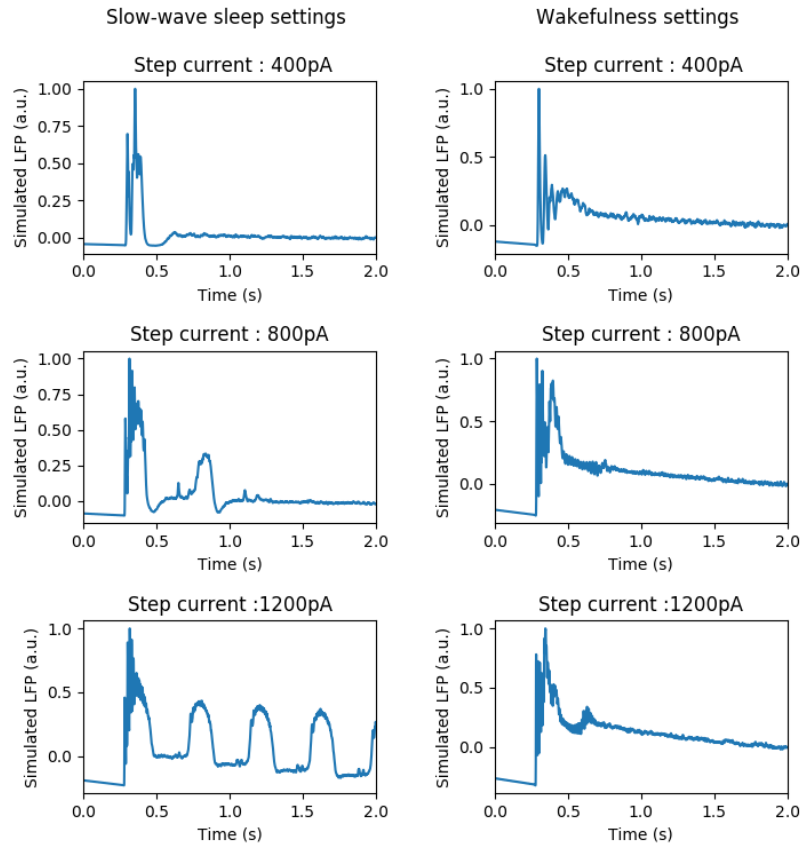 Slow-wave sleep settings
Wakefulness settings
Step current : 400pA
Simulated LFP (a.u.)
1.00
0.75
0.50
0.25
0.00
0.0 0.5 1.0 1.5 2.0
Time (s)
Step current : 400pA
Simulated LFP (a.u.)
1.0
0.5
0.0
0.0 0.5 1.0 1.5 2.0
Time (s)
Step current : 800pA
Simulated LFP (a.u.)
1.00
0.75
0.50
0.25
0.00
0.0 0.5 1.0 1.5 2.0
Time (s)
Step current : 800pA
Simulated LFP (a.u.)
1.0
0.5
0.0
0.0 0.5 1.0 1.5 2.0
Time (s)
Step current :1200pA
Simulated LFP (a.u.)
1.0
0.5
0.0
0.0 0.5 1.0 1.5 2.0
Time (s)
Step current :1200pA
Simulated LFP (a.u.)
1.0
0.5
0.0
0.0 0.5 1.0 1.5 2.0
Time (s)